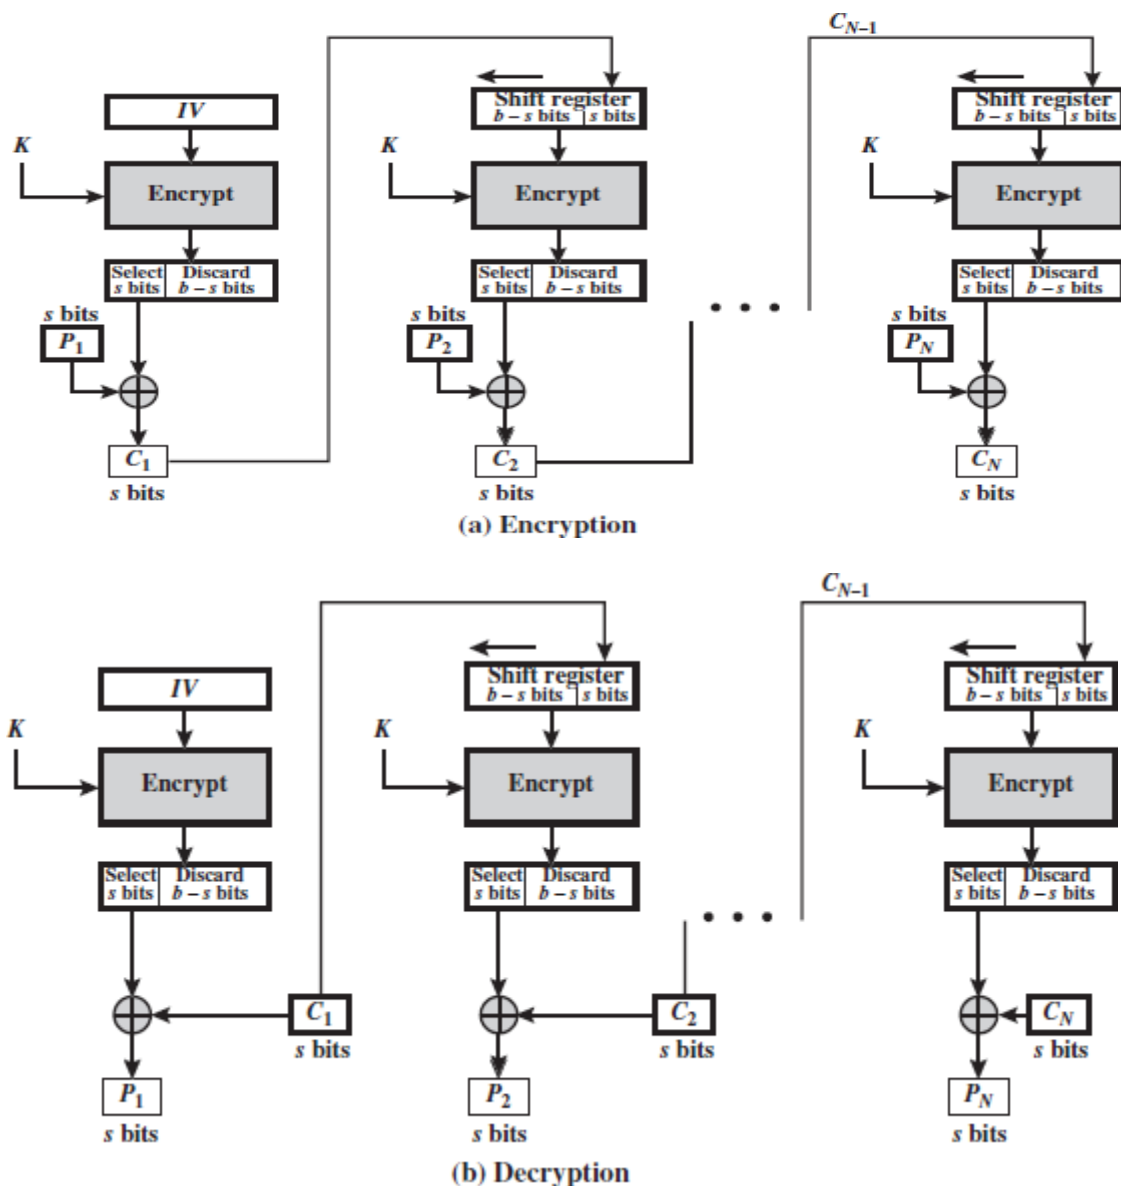 C_{N-1}
IV
Shift register
b – s bits s bits
Shift register
b – s bits s bits
K
K
K
Encrypt
Encrypt
Encrypt
Select Discard
s bits b – s bits
Select Discard
s bits b – s bits
Select Discard
s bits b – s bits
s bits
s bits
s bits
P_1
P_2
P_N
C_1
C_2
C_N
s bits
s bits
s bits
(a) Encryption
C_{N-1}
IV
Shift register
b – s bits s bits
Shift register
b – s bits s bits
K
K
K
Encrypt
Encrypt
Encrypt
Select Discard
s bits b – s bits
Select Discard
s bits b – s bits
Select Discard
s bits b – s bits
C_1
C_2
C_N
s bits
s bits
s bits
P_1
P_2
P_N
s bits
s bits
s bits
(b) Decryption